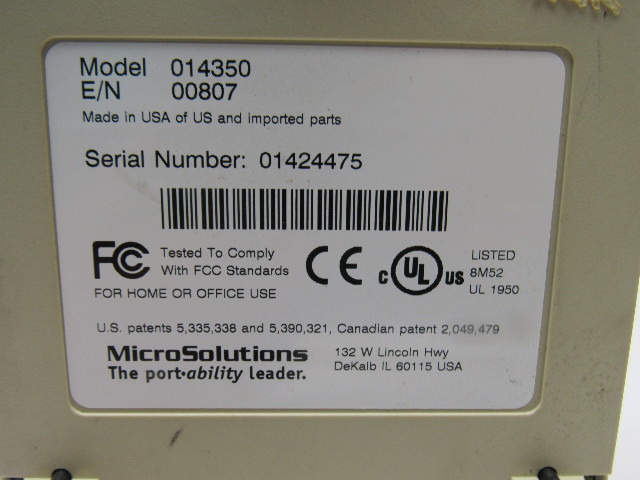 Model 014350
E/N 00807
Made in USA of US and imported parts
Serial Number: 01424475
FC Tested To Comply
With FCC Standards
FOR HOME OR OFFICE USE
CE
c UL US
LISTED
8M52
UL 1950
U.S. patents 5,335,338 and 5,390,321, Canadian patent 2,049,479
MicroSolutions
The port•ability leader.
132 W Lincoln Hwy
DeKalb IL 60115 USA